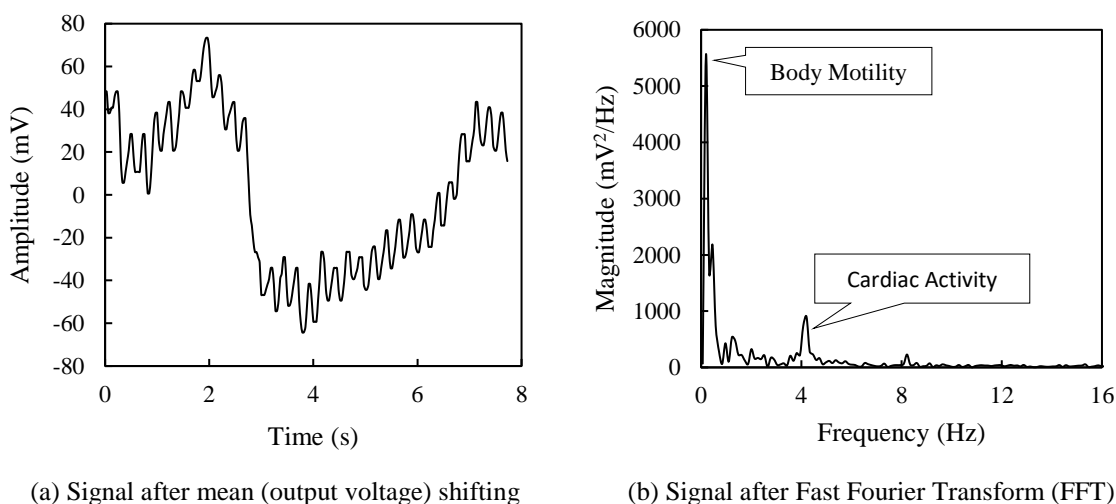 80
60
40
20
0
-20
-40
-60
-80
Amplitude (mV)
0 2 4 6 8
Time (s)
(a) Signal after mean (output voltage) shifting
6000
5000
4000
3000
2000
1000
0
Magnitude (mV²/Hz)
Body Motility
Cardiac Activity
0 4 8 12 16
Frequency (Hz)
(b) Signal after Fast Fourier Transform (FFT)